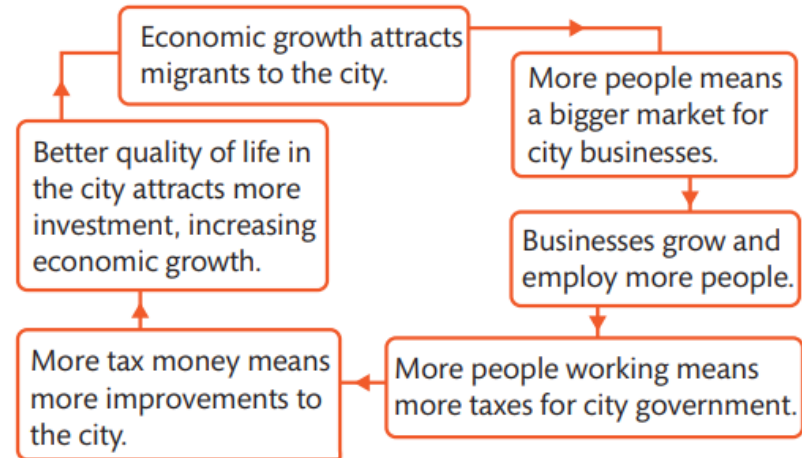 Economic growth attracts
migrants to the city.
More people means
a bigger market for
city businesses.
Businesses grow and
employ more people.
More people working means
more taxes for city government.
More tax money means
more improvements to
the city.
Better quality of life in
the city attracts more
investment, increasing
economic growth.